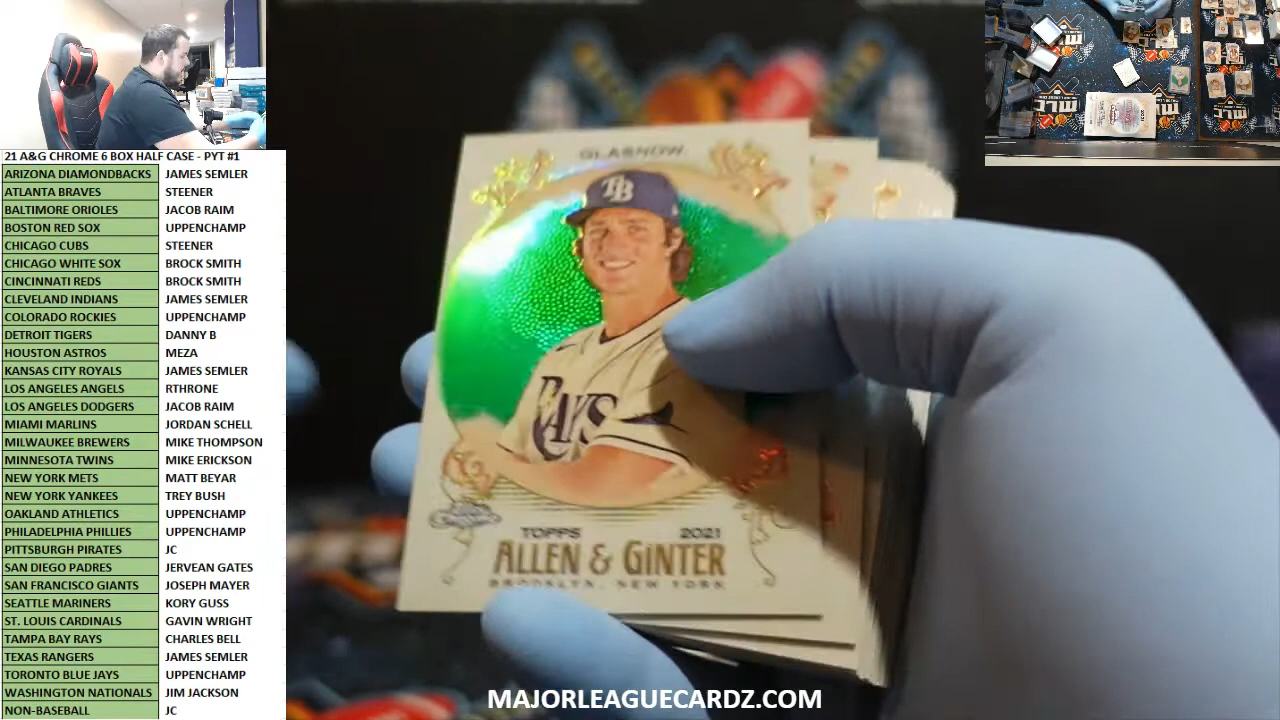 21 A&G CHROME 6 BOX HALF CASE - PYT #1
ARIZONA DIAMONDBACKS JAMES SEMLER
ATLANTA BRAVES STEENER
BALTIMORE ORIOLES JACOB RAIM
BOSTON RED SOX UPPENCHAMP
CHICAGO CUBS STEENER
CHICAGO WHITE SOX BROCK SMITH
CINCINNATI REDS BROCK SMITH
CLEVELAND INDIANS JAMES SEMLER
COLORADO ROCKIES UPPENCHAMP
DETROIT TIGERS DANNY B
HOUSTON ASTROS MEZA
KANSAS CITY ROYALS JAMES SEMLER
LOS ANGELES ANGELS RTHRONE
LOS ANGELES DODGERS JACOB RAIM
MIAMI MARLINS JORDAN SCHELL
MILWAUKEE BREWERS MIKE THOMPSON
MINNESOTA TWINS MIKE ERICKSON
NEW YORK METS MATT BEYAR
NEW YORK YANKEES TREY BUSH
OAKLAND ATHLETICS UPPENCHAMP
PHILADELPHIA PHILLIES UPPENCHAMP
PITTSBURGH PIRATES JC
SAN DIEGO PADRES JERVEAN GATES
SAN FRANCISCO GIANTS JOSEPH MAYER
SEATTLE MARINERS KORY GUSS
ST. LOUIS CARDINALS GAVIN WRIGHT
TAMPA BAY RAYS CHARLES BELL
TEXAS RANGERS JAMES SEMLER
TORONTO BLUE JAYS UPPENCHAMP
WASHINGTON NATIONALS JIM JACKSON
NON-BASEBALL JC
GLASNOW
TB
RAYS
Chrome
TOPPS 2021
ALLEN & GINTER
BROOKLYN, NEW YORK
MLC
MAJORLEAGUECARDZ.COM